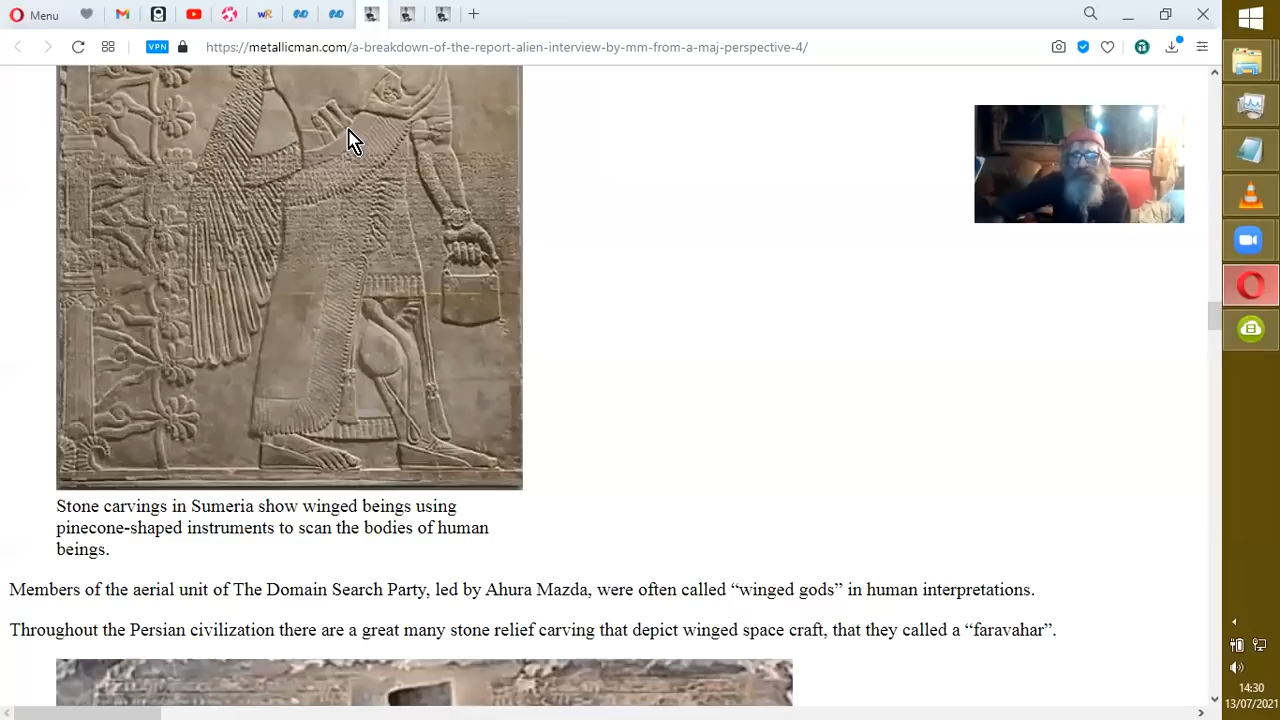 Menu
https://metallicman.com/a-breakdown-of-the-report-alien-interview-by-mm-from-a-maj-perspective-4/
VPN
Stone carvings in Sumeria show winged beings using
pinecone-shaped instruments to scan the bodies of human
beings.
Members of the aerial unit of The Domain Search Party, led by Ahura Mazda, were often called “winged gods” in human interpretations.
Throughout the Persian civilization there are a great many stone relief carving that depict winged space craft, that they called a “faravahar”.
14:30
13/07/2021